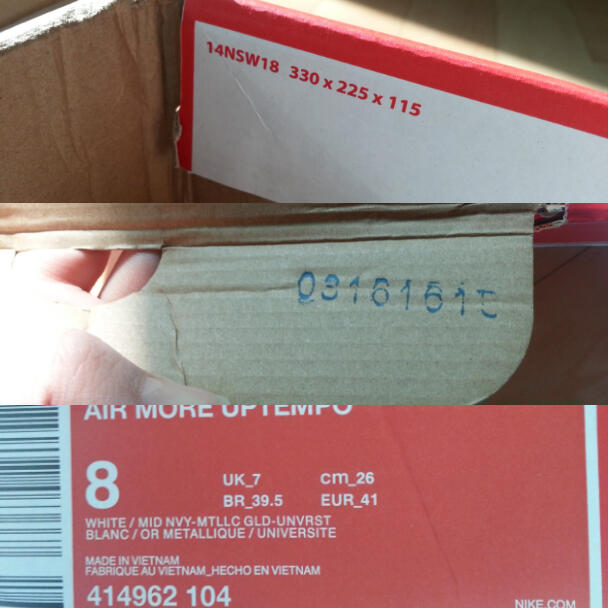 14NSW18 330 x 225 x 115
03161615
AIR MORE UPTEMPO
8
UK_7 cm_26
BR_39.5 EUR_41
WHITE / MID NVY-MTLLC GLD-UNVRST
BLANC / OR METALLIQUE / UNIVERSITE
MADE IN VIETNAM
FABRIQUE AU VIETNAM_HECHO EN VIETNAM
414962 104
NIKE.COM